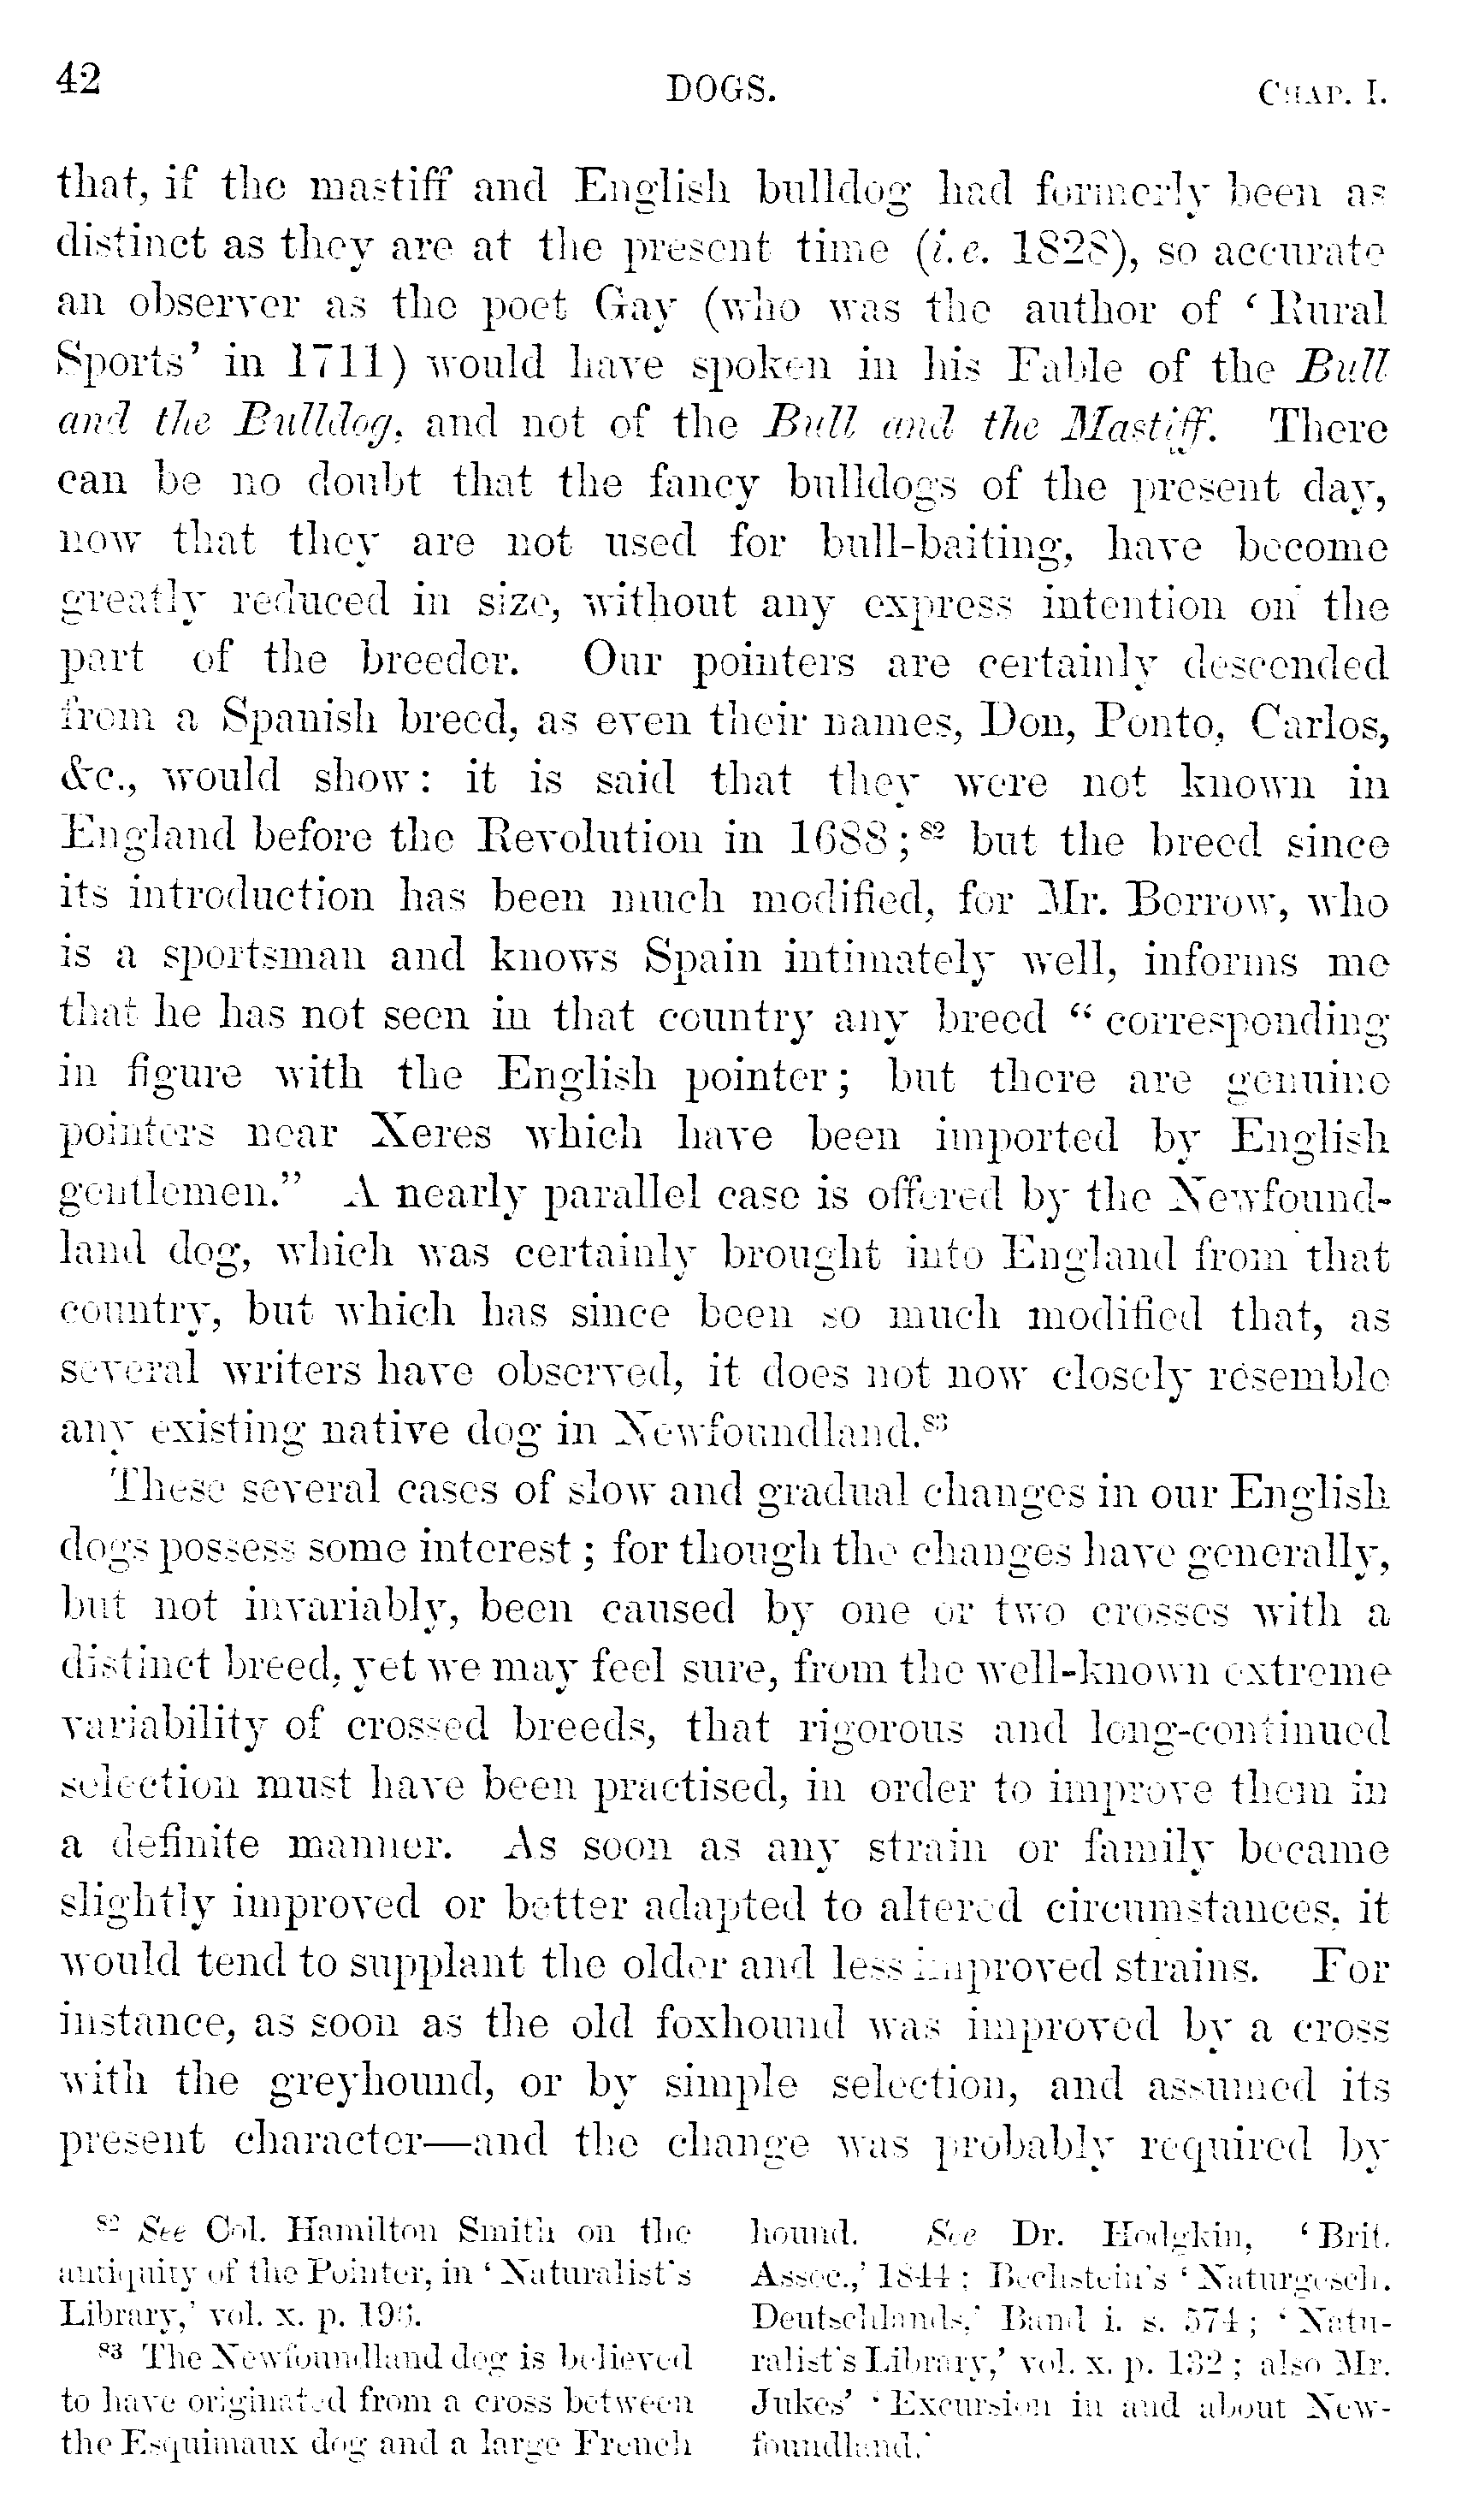 42
DOGS.
CHAP. I.
that, if the mastiff and English bulldog had formerly been as
distinct as they are at the present time (i.e. 1828), so accurate
an observer as the poet Gay (who was the author of ‘Rural
Sports’ in 1711) would have spoken in his Fable of the Bull
and the Bulldog, and not of the Bull and the Mastiff. There
can be no doubt that the fancy bulldogs of the present day,
now that they are not used for bull-baiting, have become
greatly reduced in size, without any express intention on the
part of the breeder. Our pointers are certainly descended
from a Spanish breed, as even their names, Don, Ponto, Carlos,
&c., would show: it is said that they were not known in
England before the Revolution in 1688;82 but the breed since
its introduction has been much modified, for Mr. Borrow, who
is a sportsman and knows Spain intimately well, informs me
that he has not seen in that country any breed “corresponding
in figure with the English pointer; but there are genuine
pointers near Xeres which have been imported by English
gentlemen.” A nearly parallel case is offered by the Newfound-
land dog, which was certainly brought into England from that
country, but which has since been so much modified that, as
several writers have observed, it does not now closely resemble
any existing native dog in Newfoundland.83
These several cases of slow and gradual changes in our English
dogs possess some interest; for though the changes have generally,
but not invariably, been caused by one or two crosses with a
distinct breed, yet we may feel sure, from the well-known extreme
variability of crossed breeds, that rigorous and long-continued
selection must have been practised, in order to improve them in
a definite manner. As soon as any strain or family became
slightly improved or better adapted to altered circumstances, it
would tend to supplant the older and less improved strains. For
instance, as soon as the old foxhound was improved by a cross
with the greyhound, or by simple selection, and assumed its
present character—and the change was probably required by
82 See Col. Hamilton Smith on the
antiquity of the Pointer, in ‘Naturalist's
Library,’ vol. x. p. 196.
83 The Newfoundland dog is believed
to have originated from a cross between
the Esquimaux dog and a large French
hound. See Dr. Hodgkin, ‘Brit.
Assoc.,’ 1844; Bechstein's ‘Naturgesch.
Deutschlands,’ Band i. s. 574; ‘Natu-
ralist's Library,’ vol. x. p. 132; also Mr.
Jukes’ ‘Excursion in and about New-
foundland.’